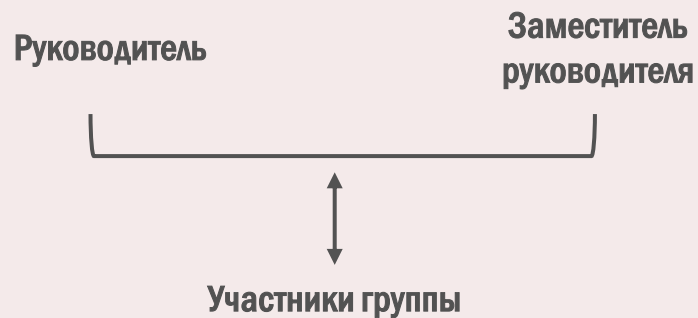 Руководитель
Заместитель
руководителя
Участники группы